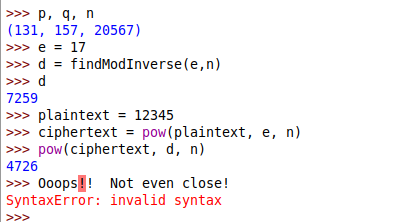 >>> p, q, n
(131, 157, 20567)
>>> e = 17
>>> d = findModInverse(e,n)
>>> d
7259
>>> plaintext = 12345
>>> ciphertext = pow(plaintext, e, n)
>>> pow(ciphertext, d, n)
4726
>>> Ooops!!  Not even close!
SyntaxError: invalid syntax
>>>